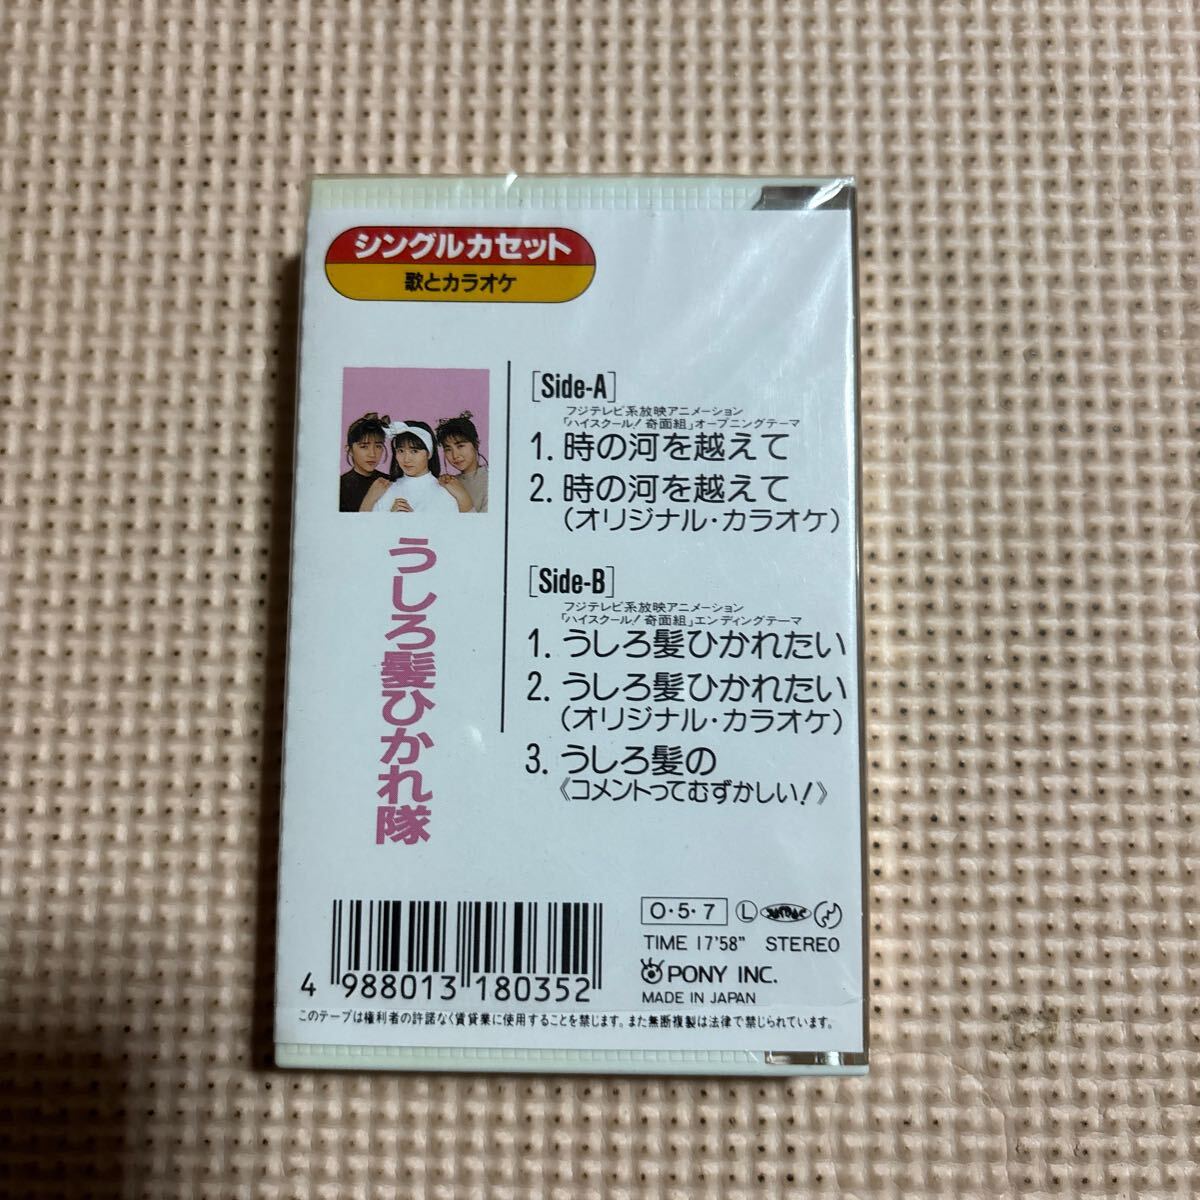 シングルカセット
歌とカラオケ
うしろ髪ひかれ隊
[Side-A]
フジテレビ系放映アニメーション
「ハイスクール!奇面組」オープニングテーマ
1. 時の河を越えて
2. 時の河を越えて
(オリジナル・カラオケ)
[Side-B]
フジテレビ系放映アニメーション
「ハイスクール!奇面組」エンディングテーマ
1. うしろ髪ひかれたい
2. うしろ髪ひかれたい
(オリジナル・カラオケ)
3. うしろ髪の
《コメントってむずかしい!》
4 988013 180352
O・5・7 L JASRAC
TIME 17'58" STEREO
PONY INC.
MADE IN JAPAN
このテープは権利者の許諾なく賃貸業に使用することを禁じます。また無断複製は法律で禁じられています。